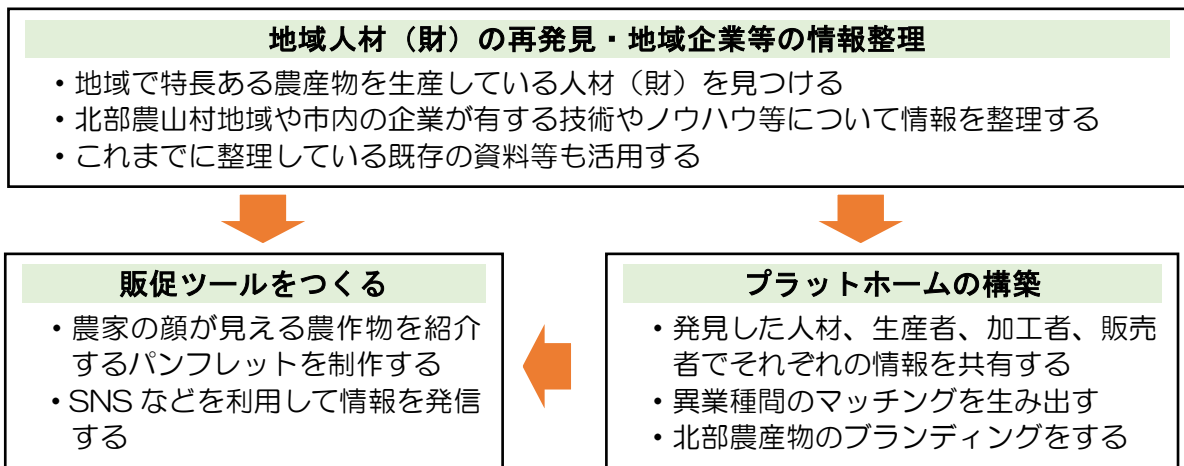 地域人材（財）の再発見・地域企業等の情報整理
・地域で特長ある農産物を生産している人材（財）を見つける
・北部農山村地域や市内の企業が有する技術やノウハウ等について情報を整理する
・これまでに整理している既存の資料等も活用する
販促ツールをつくる
・農家の顔が見える農作物を紹介
するパンフレットを制作する
・SNS などを利用して情報を発信
する
プラットホームの構築
・発見した人材、生産者、加工者、販売
者でそれぞれの情報を共有する
・異業種間のマッチングを生み出す
・北部農産物のブランディングをする